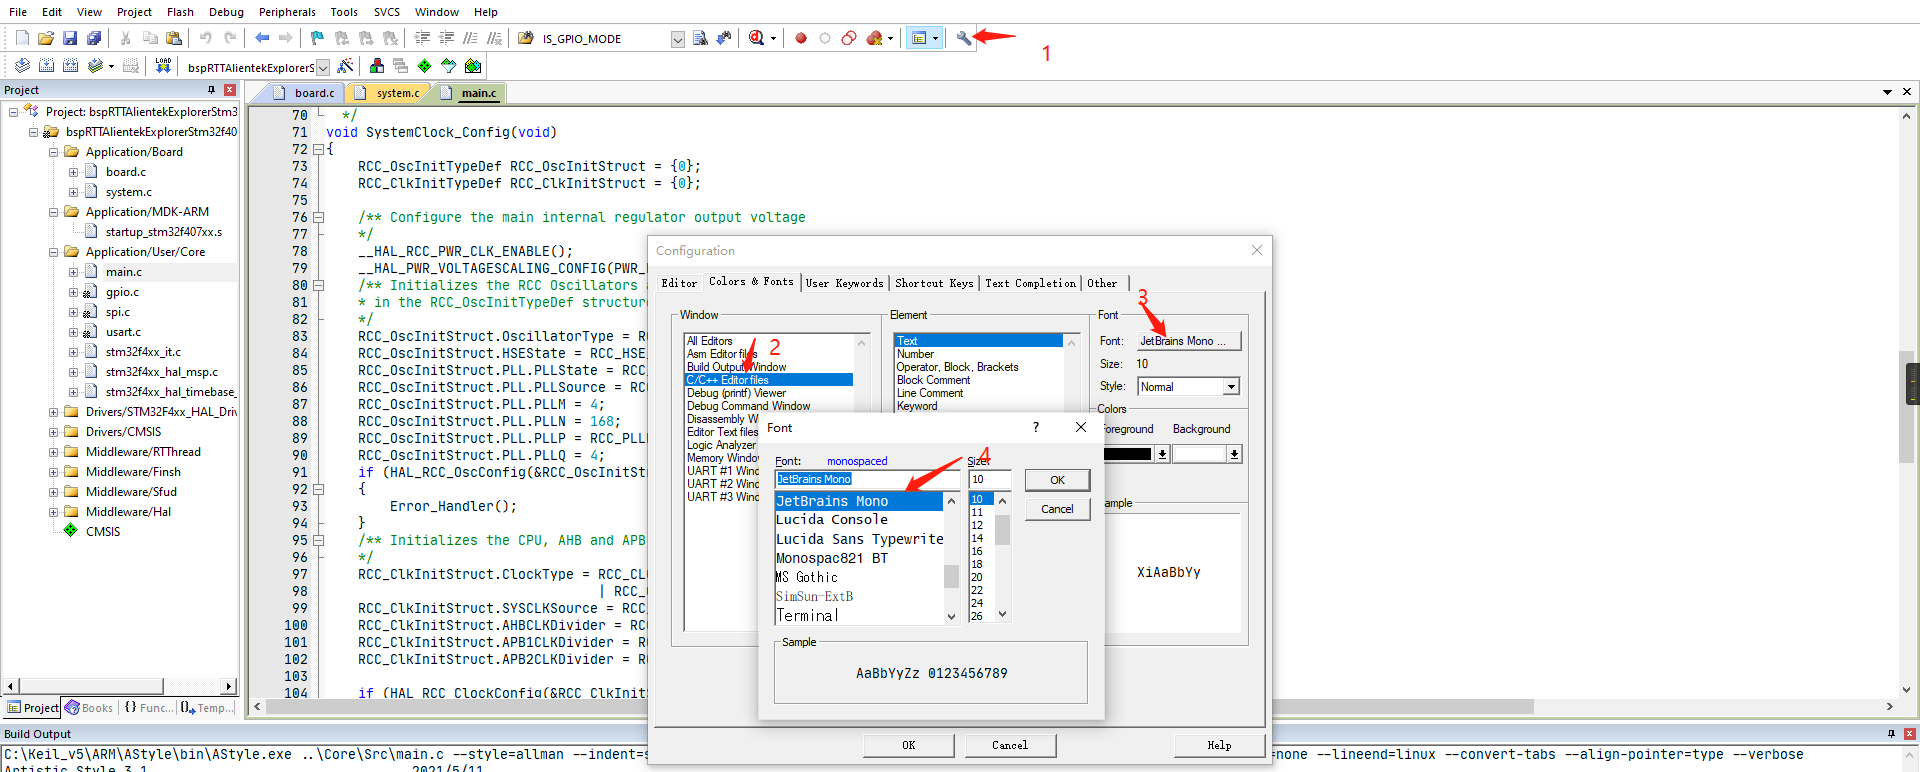 File Edit View Project Flash Debug Peripherals Tools SVCS Window Help
IS_GPIO_MODE
1
LOAD
bspRTTAlientekExplorerS
Project
Project: bspRTTAlientekExplorerStm3
bspRTTAlientekExplorerStm32f40
Application/Board
board.c
system.c
Application/MDK-ARM
startup_stm32f407xx.s
Application/User/Core
main.c
gpio.c
spi.c
usart.c
stm32f4xx_it.c
stm32f4xx_hal_msp.c
stm32f4xx_hal_timebase_
Drivers/STM32F4xx_HAL_Driv
Drivers/CMSIS
Middleware/RTThread
Middleware/Finsh
Middleware/Sfud
Middleware/Hal
CMSIS
Project Books {} Func... Temp...
board.c system.c main.c
70 */
71 void SystemClock_Config(void)
72 {
73 RCC_OscInitTypeDef RCC_OscInitStruct = {0};
74 RCC_ClkInitTypeDef RCC_ClkInitStruct = {0};
75
76 /** Configure the main internal regulator output voltage
77 */
78 __HAL_RCC_PWR_CLK_ENABLE();
79 __HAL_PWR_VOLTAGESCALING_CONFIG(PWR_
80 /** Initializes the RCC Oscillators
81 * in the RCC_OscInitTypeDef structure
82 */
83 RCC_OscInitStruct.OscillatorType = R
84 RCC_OscInitStruct.HSEState = RCC_HSE
85 RCC_OscInitStruct.PLL.PLLState = RCC_
86 RCC_OscInitStruct.PLL.PLLSource = RC
87 RCC_OscInitStruct.PLL.PLLM = 4;
88 RCC_OscInitStruct.PLL.PLLN = 168;
89 RCC_OscInitStruct.PLL.PLLP = RCC_PLL
90 RCC_OscInitStruct.PLL.PLLQ = 4;
91 if (HAL_RCC_OscConfig(&RCC_OscInitSt
92 {
93 Error_Handler();
94 }
95 /** Initializes the CPU, AHB and APB
96 */
97 RCC_ClkInitStruct.ClockType = RCC_CL
98 | RCC_
99 RCC_ClkInitStruct.SYSCLKSource = RCC_
100 RCC_ClkInitStruct.AHBCLKDivider = RC
101 RCC_ClkInitStruct.APB1CLKDivider = R
102 RCC_ClkInitStruct.APB2CLKDivider = R
103
104 if (HAL_RCC_ClockConfig(&RCC_ClkInitS
Configuration
Editor Colors & Fonts User Keywords Shortcut Keys Text Completion Other
Window
All Editors
Asm Editor files
Build Output Window
C/C++ Editor files
Debug (printf) Viewer
Debug Command Window
Disassembly W
Editor Text files
Logic Analyzer
Memory Window
UART #1 Wind
UART #2 Wind
UART #3 Wind
2
Element
Text
Number
Operator, Block, Brackets
Block Comment
Line Comment
Keyword
3
Font
Font: JetBrains Mono ...
Size: 10
Style: Normal
Colors
Foreground Background
ample
XiAaBbYy
Font ?
Font: monospaced
Size:
4
JetBrains Mono 10
JetBrains Mono
Lucida Console
Lucida Sans Typewrite
Monospac821 BT
MS Gothic
SimSun-ExtB
Terminal
10
11
12
14
16
18
20
22
24
26
OK
Cancel
Sample
AaBbYyZz 0123456789
OK Cancel Help
Build Output
C:\Keil_v5\ARM\AStyle\bin\AStyle.exe ..\Core\Src\main.c --style=allman --indent=s =none --lineend=linux --convert-tabs --align-pointer=type --verbose
Artistic Style 3.1 2021/5/11